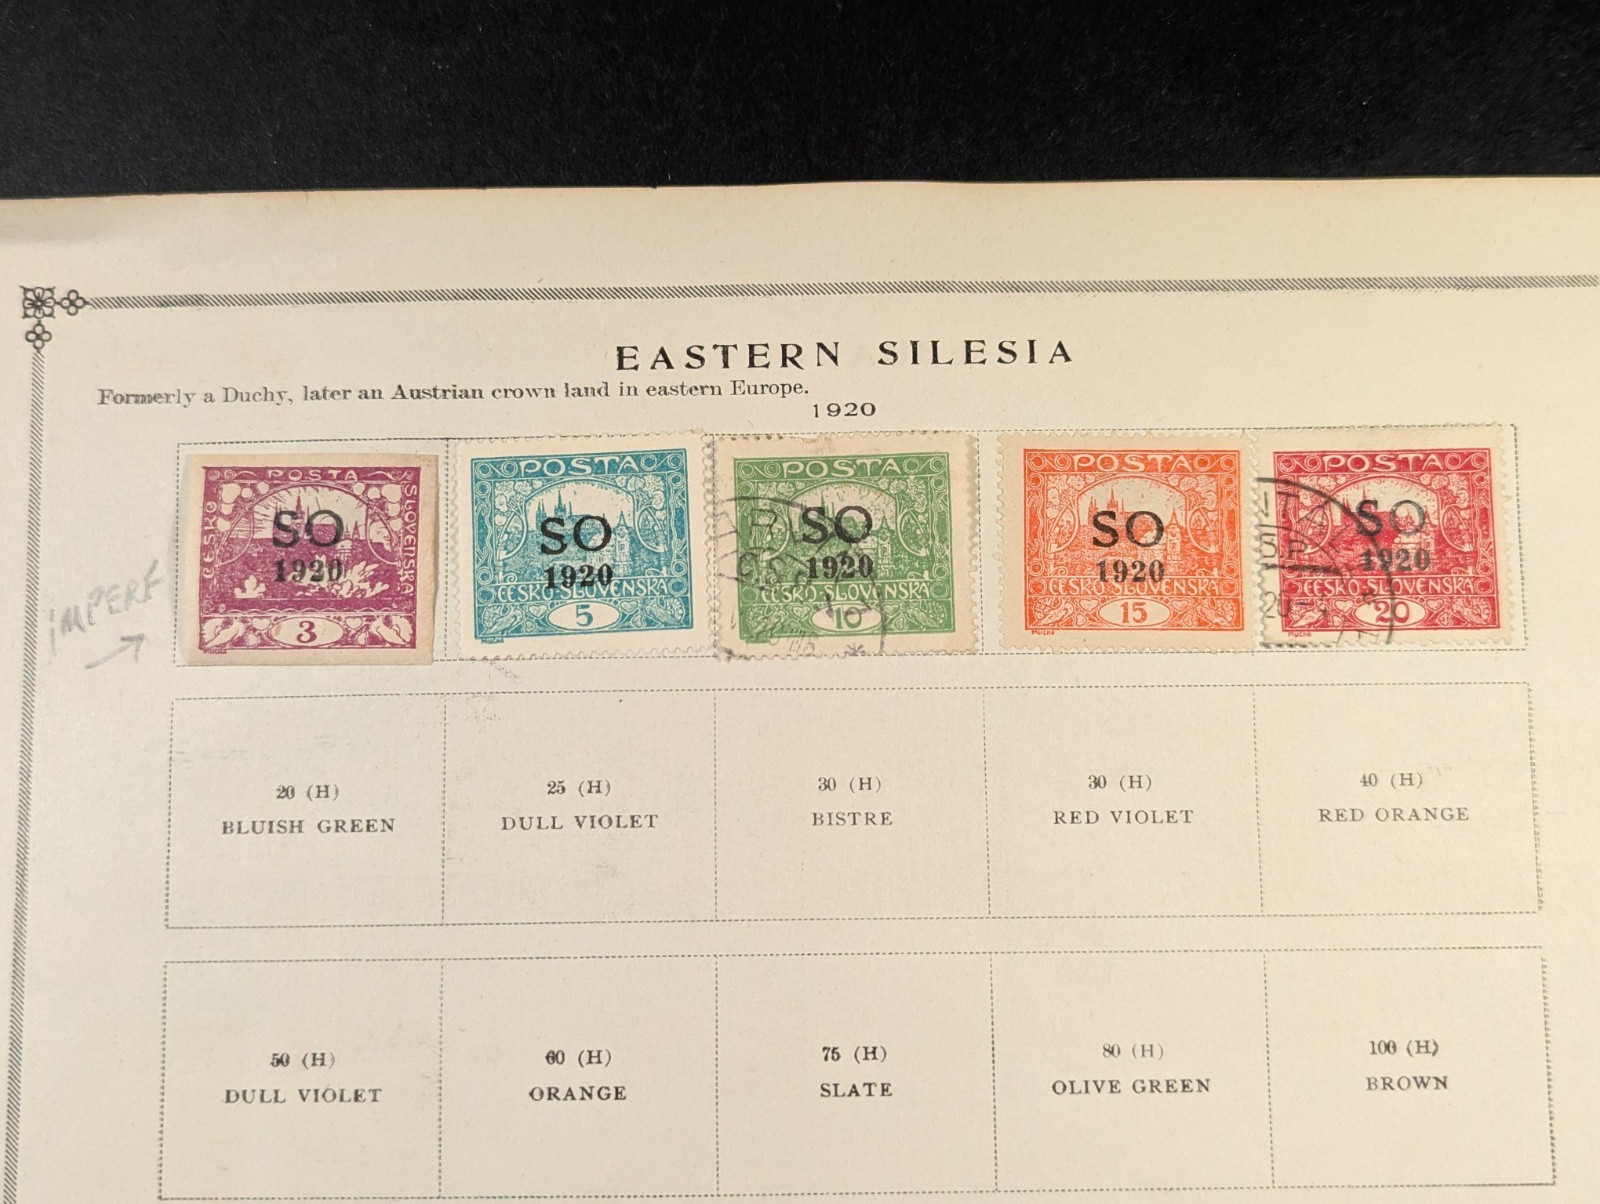 EASTERN SILESIA
Formerly a Duchy, later an Austrian crown land in eastern Europe.
1920
POSTA
ČESKO
SLOVENSKÁ
SO
1920
3
POSTA
SO
1920
ČESKO-SLOVENSKÁ
5
POSTA
SO
1920
ČESKO-SLOVENSKÁ
10
POSTA
SO
1920
ČESKO-SLOVENSKÁ
15
MUCHA
POSTA
SO
1920
ČESKO-SLOVENSKÁ
20
MUCHA
IMPERF
20 (H)
BLUISH GREEN
25 (H)
DULL VIOLET
30 (H)
BISTRE
30 (H)
RED VIOLET
40 (H)
RED ORANGE
50 (H)
DULL VIOLET
60 (H)
ORANGE
75 (H)
SLATE
80 (H)
OLIVE GREEN
100 (H)
BROWN